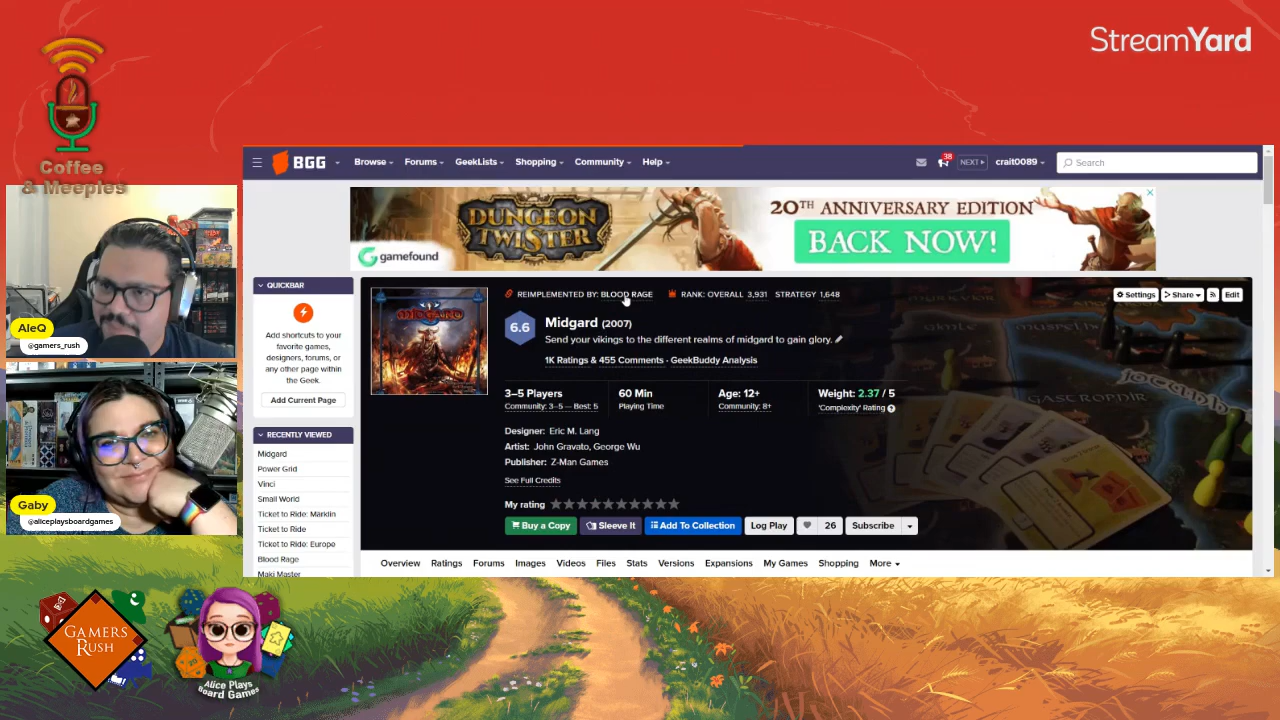 StreamYard
Coffee
& Meeples
BGG
Browse
Forums
GeekLists
Shopping
Community
Help
38
NEXT
crait0089
Search
DUNGEON
TWISTER
gamefound
20TH ANNIVERSARY EDITION
BACK NOW!
QUICKBAR
Add shortcuts to your
favorite games,
designers, forums, or
any other page within
the Geek.
Add Current Page
RECENTLY VIEWED
Midgard
Power Grid
Vinci
Small World
Ticket to Ride: Märklin
Ticket to Ride
Ticket to Ride: Europe
Blood Rage
Maki Master
MIDGARD
REIMPLEMENTED BY: BLOOD RAGE
RANK: OVERALL 3,931 STRATEGY 1,648
Settings
Share
Edit
6.6
Midgard (2007)
Send your vikings to the different realms of midgard to gain glory.
1K Ratings & 455 Comments · GeekBuddy Analysis
3–5 Players
Community: 3–5 — Best: 5
60 Min
Playing Time
Age: 12+
Community: 8+
Weight: 2.37 / 5
'Complexity' Rating
Designer: Eric M. Lang
Artist: John Gravato, George Wu
Publisher: Z-Man Games
See Full Credits
My rating
Buy a Copy
Sleeve It
Add To Collection
Log Play
26
Subscribe
Overview
Ratings
Forums
Images
Videos
Files
Stats
Versions
Expansions
My Games
Shopping
More
AleQ
@gamers_rush
Gaby
@aliceplaysboardgames
GAMERS
RUSH
Alice Plays
Board Games